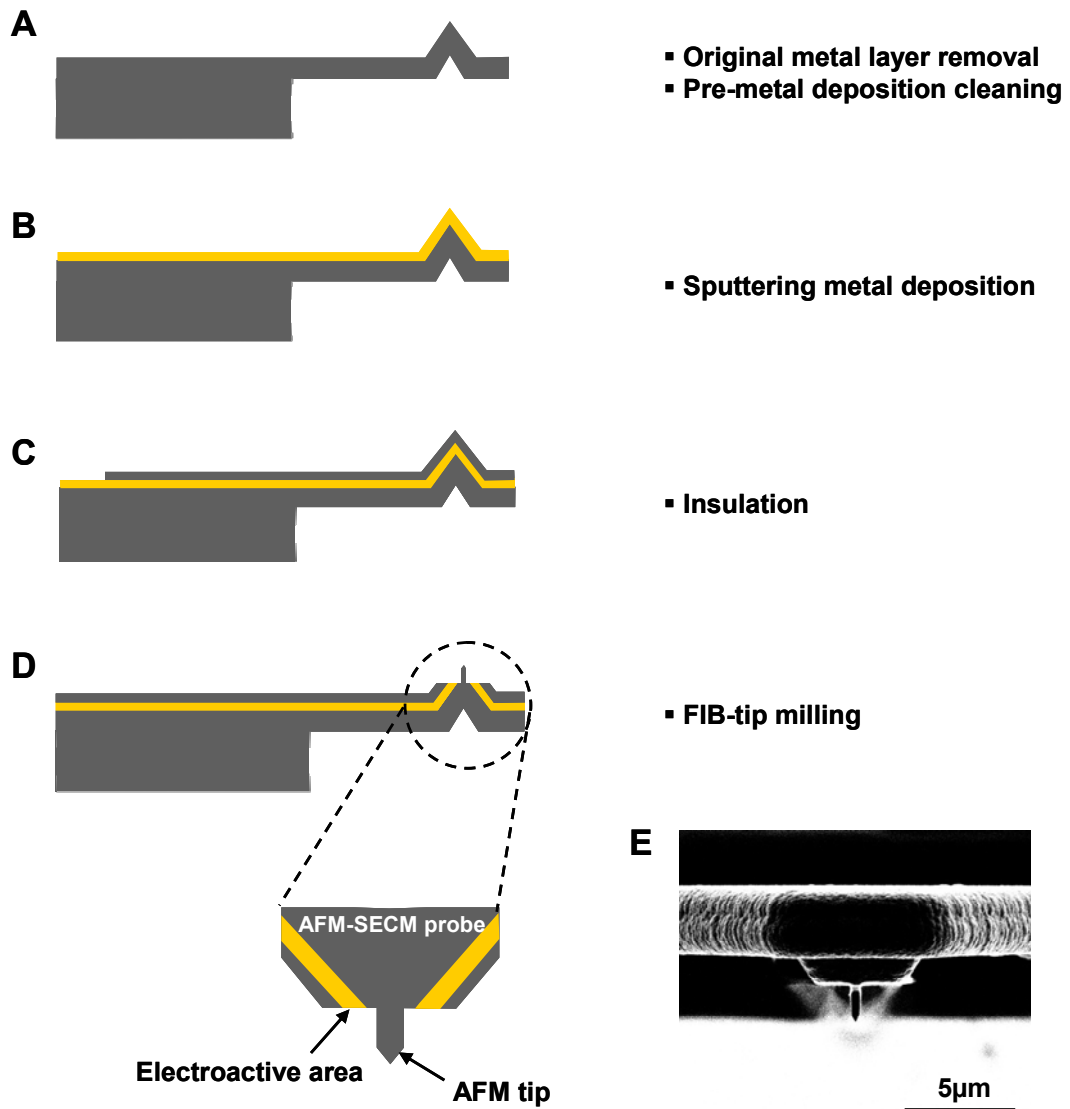 A
▪ Original metal layer removal
▪ Pre-metal deposition cleaning
B
▪ Sputtering metal deposition
C
▪ Insulation
D
▪ FIB-tip milling
E
AFM-SECM probe
Electroactive area
AFM tip
5µm